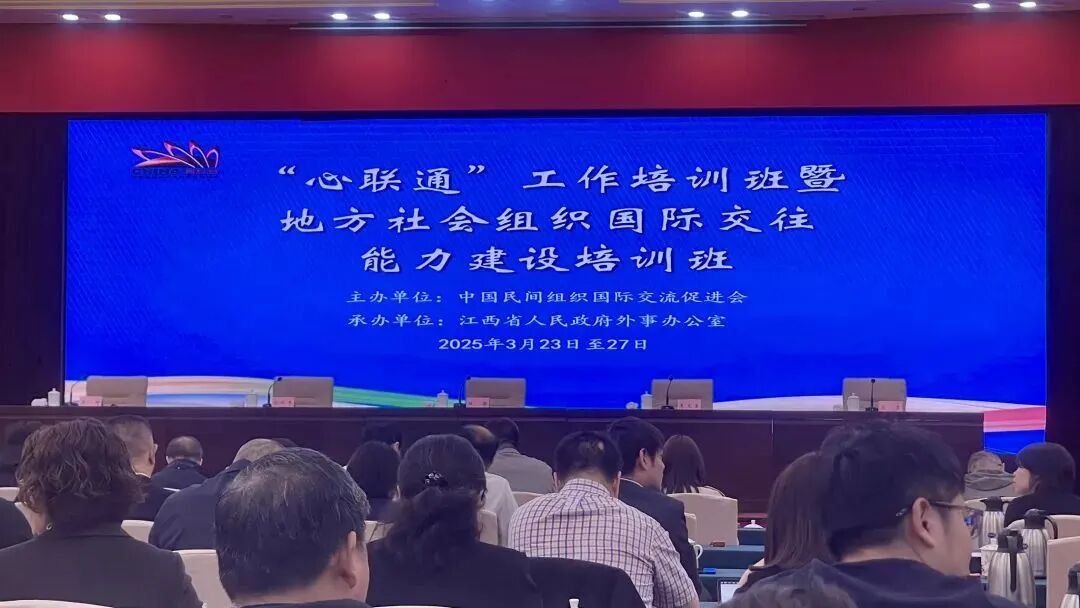 “心联通”工作培训班暨
地方社会组织国际交往
能力建设培训班
主办单位：中国民间组织国际交流促进会
承办单位：江西省人民政府外事办公室
2025年3月23日至27日